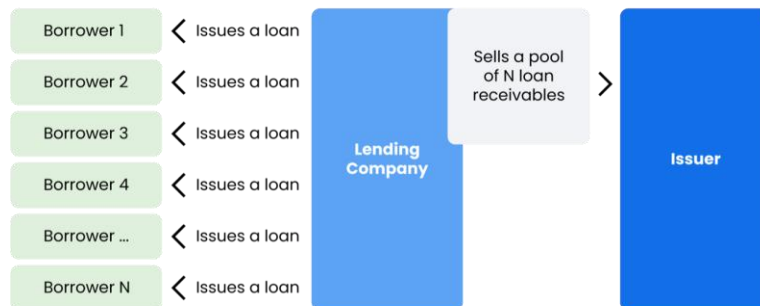 Borrower 1
Issues a loan
Borrower 2
Issues a loan
Borrower 3
Issues a loan
Borrower 4
Issues a loan
Borrower ...
Issues a loan
Borrower N
Issues a loan
Lending
Company
Sells a pool
of N loan
receivables
Issuer